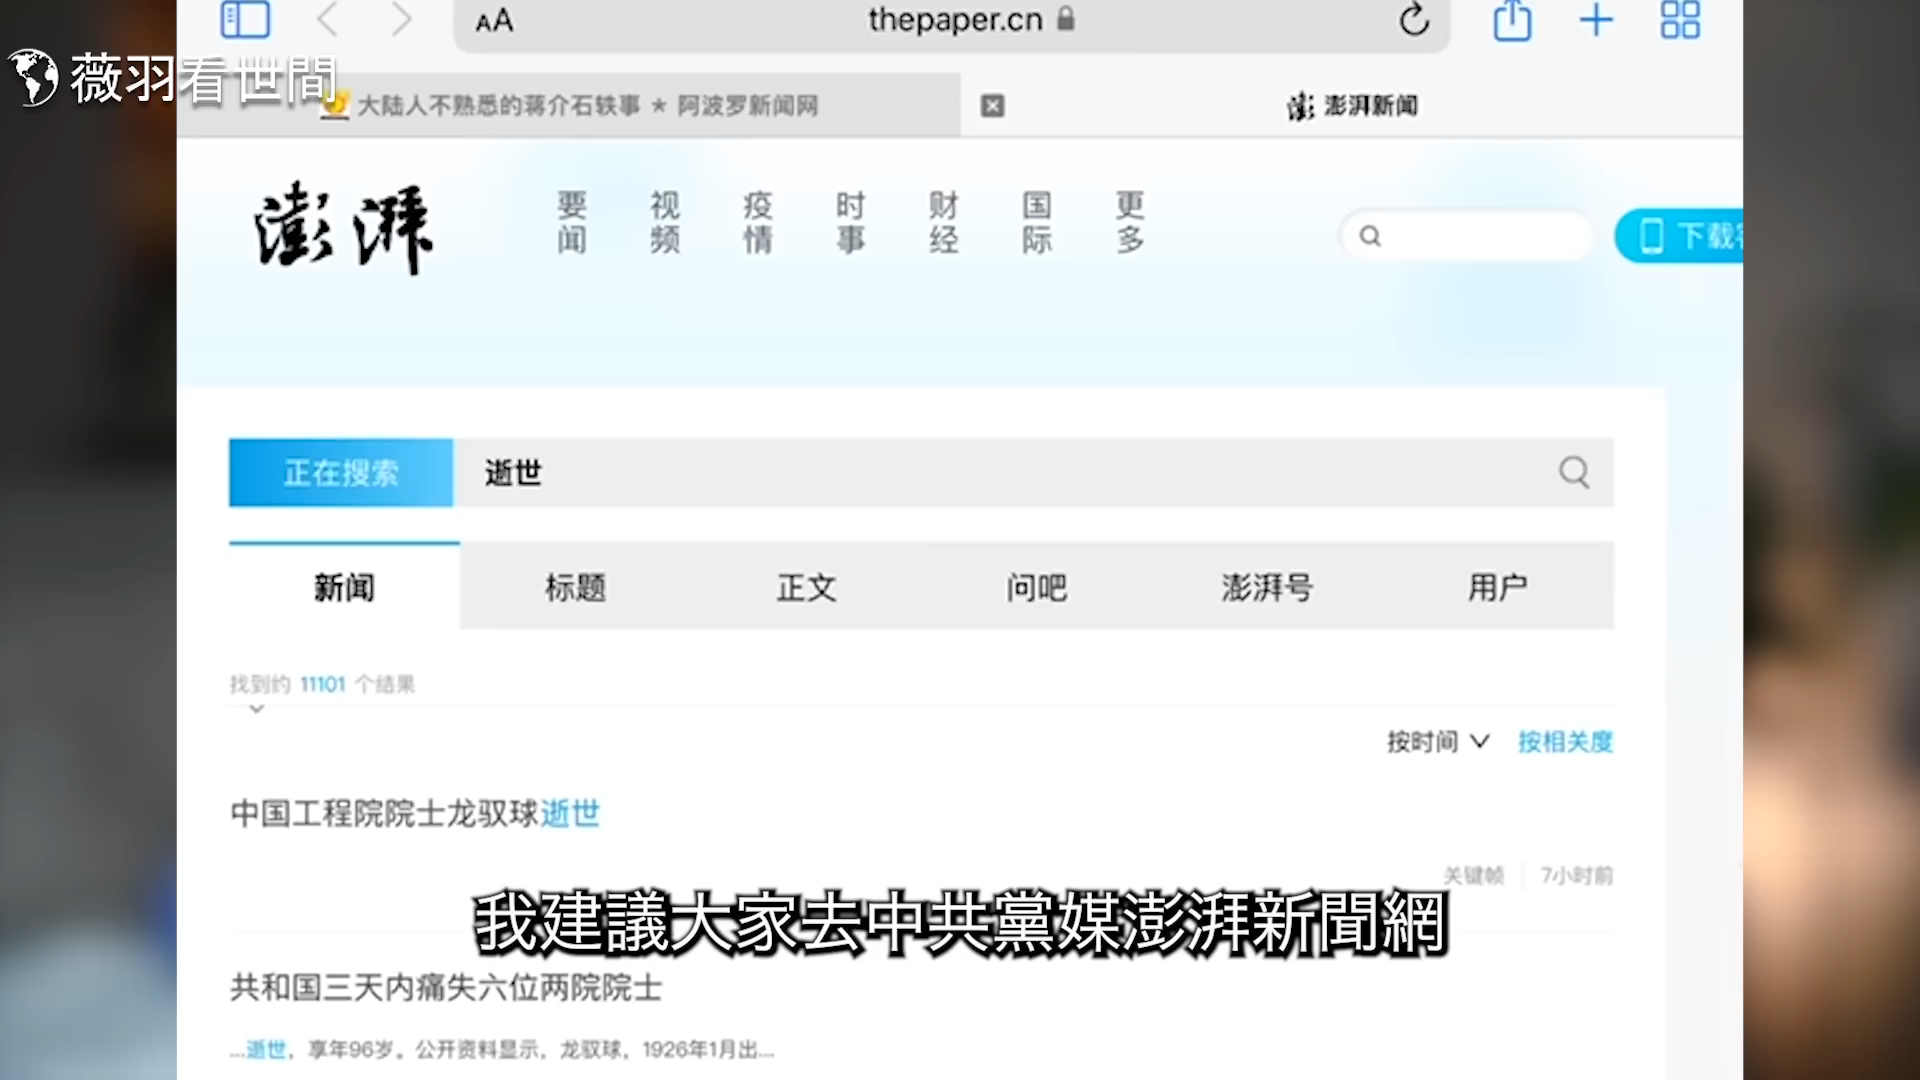 AA
thepaper.cn
薇羽看世間
大陆人不熟悉的蒋介石轶事 * 阿波罗新闻网
澎湃新闻
澎湃
要闻
视频
疫情
时事
财经
国际
更多
下载
正在搜索
逝世
新闻
标题
正文
问吧
澎湃号
用户
找到约 11101 个结果
按时间
按相关度
中国工程院院士龙驭球逝世
关键帧
7小时前
我建議大家去中共黨媒澎湃新聞網
共和国三天内痛失六位两院院士
...逝世，享年96岁。公开资料显示，龙驭球，1926年1月出...